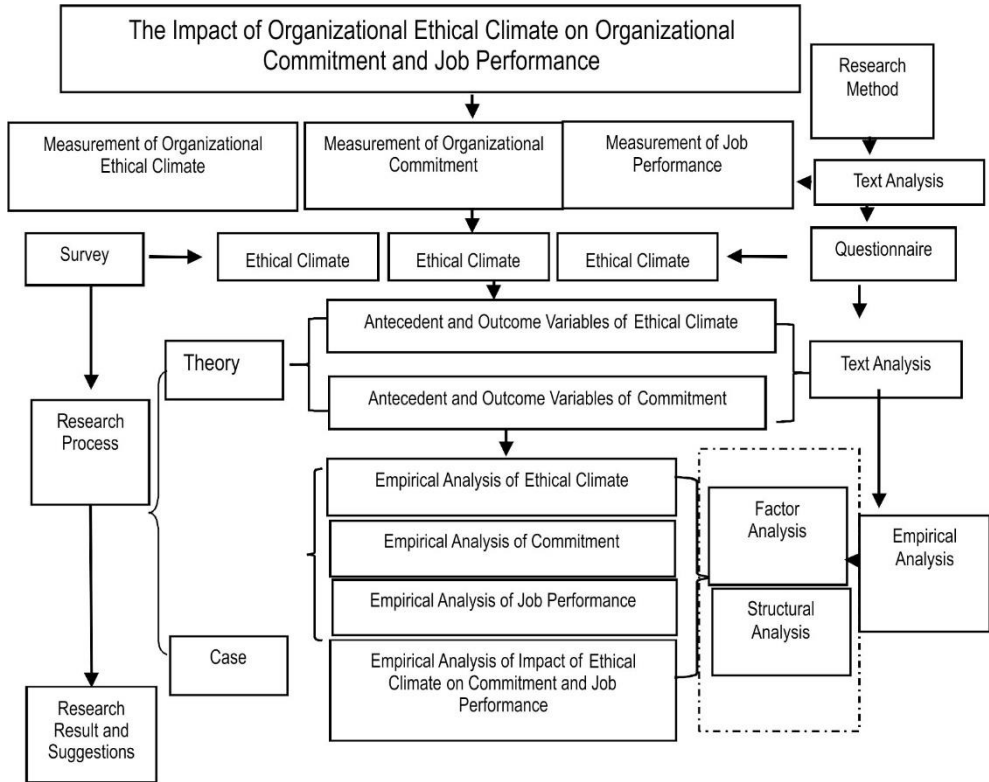 The Impact of Organizational Ethical Climate on Organizational
Commitment and Job Performance
Research
Method
Measurement of Organizational
Ethical Climate
Measurement of Organizational
Commitment
Measurement of Job
Performance
Text Analysis
Survey
Ethical Climate
Ethical Climate
Ethical Climate
Questionnaire
Antecedent and Outcome Variables of Ethical Climate
Theory
Text Analysis
Antecedent and Outcome Variables of Commitment
Research
Process
Empirical Analysis of Ethical Climate
Empirical Analysis of Commitment
Empirical Analysis of Job Performance
Empirical Analysis of Impact of Ethical
Climate on Commitment and Job
Performance
Factor
Analysis
Structural
Analysis
Empirical
Analysis
Case
Research
Result and
Suggestions